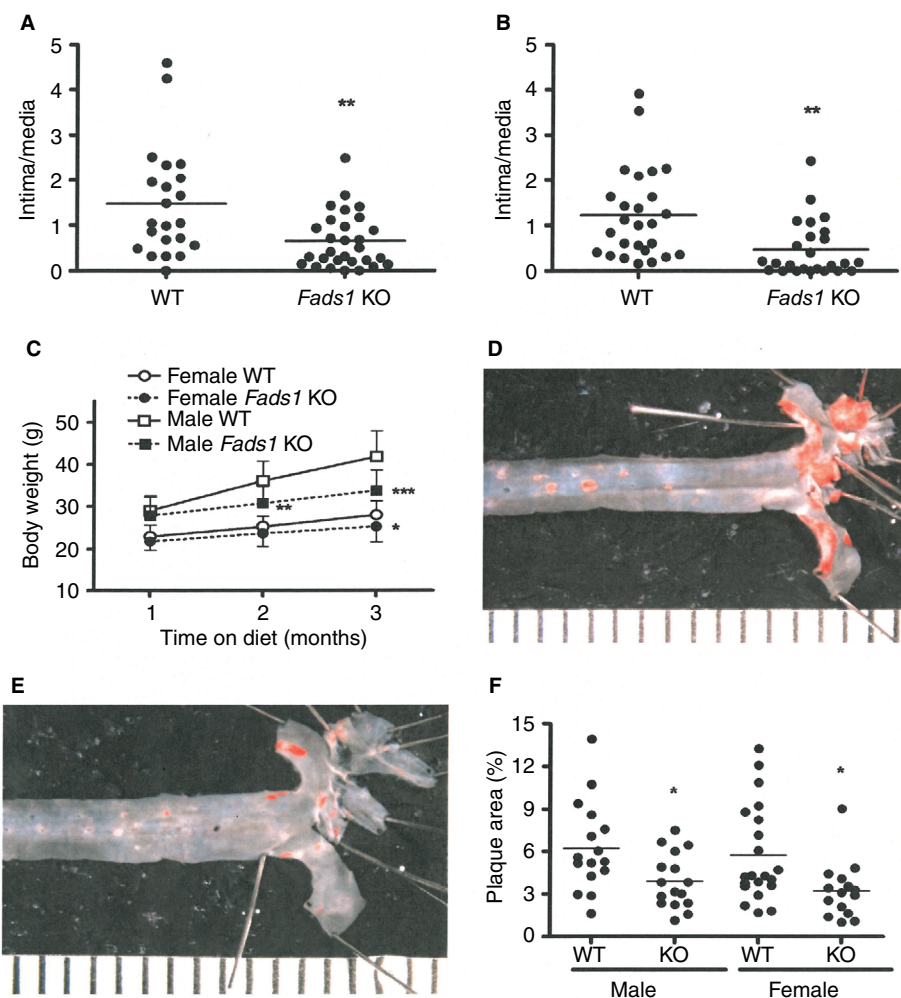 A
5
4
3
2
1
0
Intima/media
**
WT
Fads1 KO
B
5
4
3
2
1
0
Intima/media
**
WT
Fads1 KO
C
Female WT
Female Fads1 KO
Male WT
Male Fads1 KO
50
40
30
20
10
Body weight (g)
**
***
*
1 2 3
Time on diet (months)
D
E
F
15
12
9
6
3
0
Plaque area (%)
*
*
WT KO WT KO
Male Female